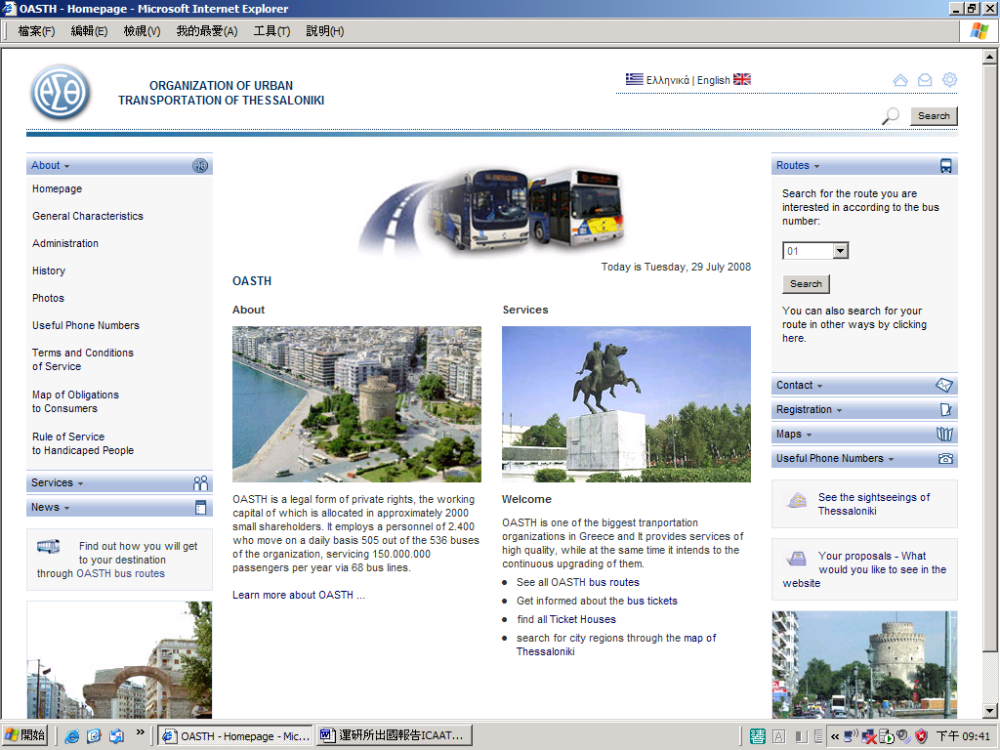 OASTH - Homepage - Microsoft Internet Explorer
檔案(F) 編輯(E) 檢視(V) 我的最愛(A) 工具(T) 說明(H)
ΑΣΘ
ORGANIZATION OF URBAN
TRANSPORTATION OF THESSALONIKI
Ελληνικά | English
Search
About
Homepage
General Characteristics
Administration
History
Photos
Useful Phone Numbers
Terms and Conditions
of Service
Map of Obligations
to Consumers
Rule of Service
to Handicaped People
Services
News
Find out how you will get
to your destination
through OASTH bus routes
Today is Tuesday, 29 July 2008
OASTH
About
OASTH is a legal form of private rights, the working
capital of which is allocated in approximately 2000
small shareholders. It employs a personnel of 2.400
who move on a daily basis 505 out of the 536 buses
of the organization, servicing 150.000.000
passengers per year via 68 bus lines.
Learn more about OASTH ...
Services
Welcome
OASTH is one of the biggest tranportation
organizations in Greece and It provides services of
high quality, while at the same time it intends to the
continuous upgrading of them.
See all OASTH bus routes
Get informed about the bus tickets
find all Ticket Houses
search for city regions through the map of
Thessaloniki
Routes
Search for the route you are
interested in according to the bus
number:
01
Search
You can also search for your
route in other ways by clicking
here.
Contact
Registration
Maps
Useful Phone Numbers
See the sightseeings of
Thessaloniki
Your proposals - What
would you like to see in the
website
開始
OASTH - Homepage - Mic...
運研所出國報告ICAAT...
下午 09:41